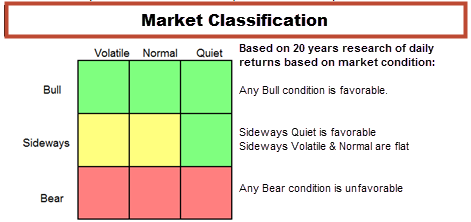 Market Classification
Volatile Normal Quiet
Based on 20 years research of daily
returns based on market condition:
Bull
Any Bull condition is favorable.
Sideways
Sideways Quiet is favorable
Sideways Volatile & Normal are flat
Bear
Any Bear condition is unfavorable